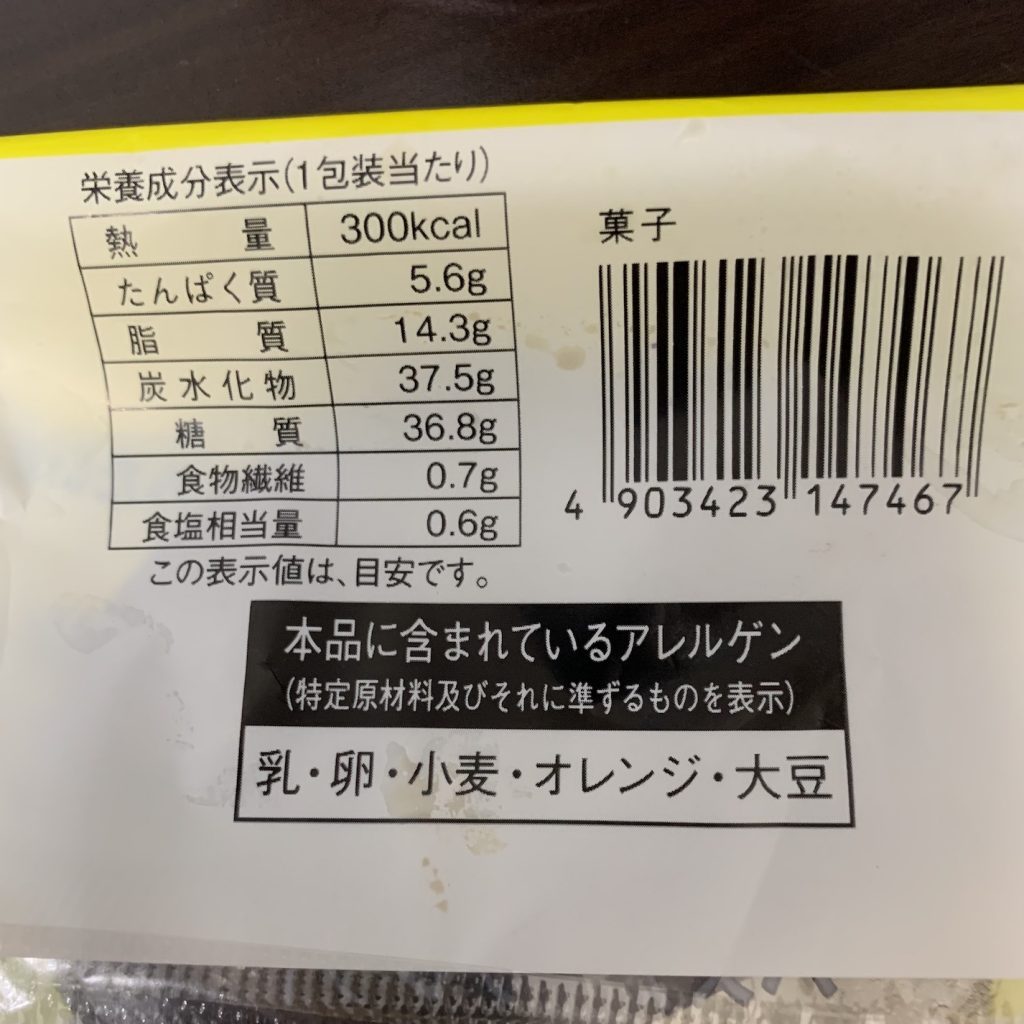 栄養成分表示(1包装当たり)
熱量 300kcal
たんぱく質 5.6g
脂質 14.3g
炭水化物 37.5g
糖質 36.8g
食物繊維 0.7g
食塩相当量 0.6g
この表示値は、目安です。
菓子
4 903423 147467
本品に含まれているアレルゲン
(特定原材料及びそれに準ずるものを表示)
乳・卵・小麦・オレンジ・大豆